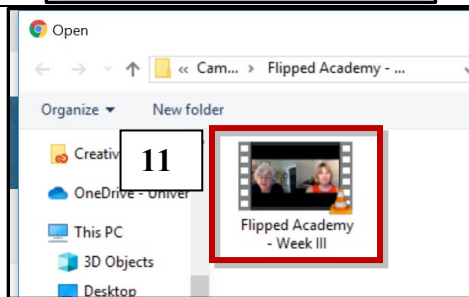 Open
« Cam... › Flipped Academy - ...
Organize New folder
Creativ
11
OneDrive - Univer
This PC
3D Objects
Desktop
Flipped Academy
- Week III